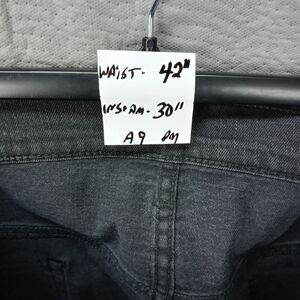 WAIST- 42"
INSEAM- 30"
A9 DM